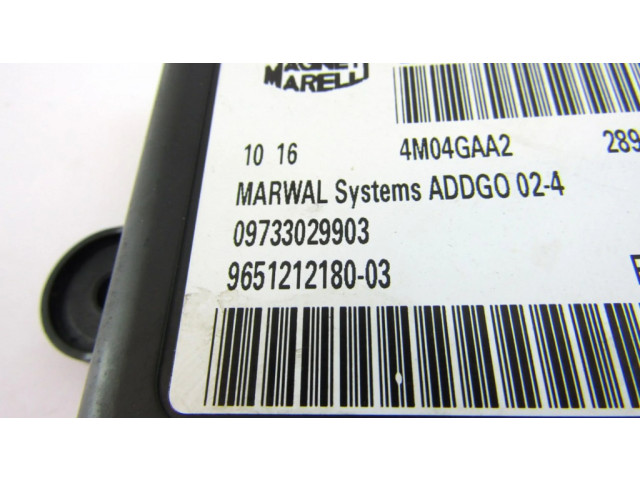 MAGNETI
MARELLI
10 16 4M04GAA2 289
MARWAL Systems ADDGO 02-4
09733029903
9651212180-03